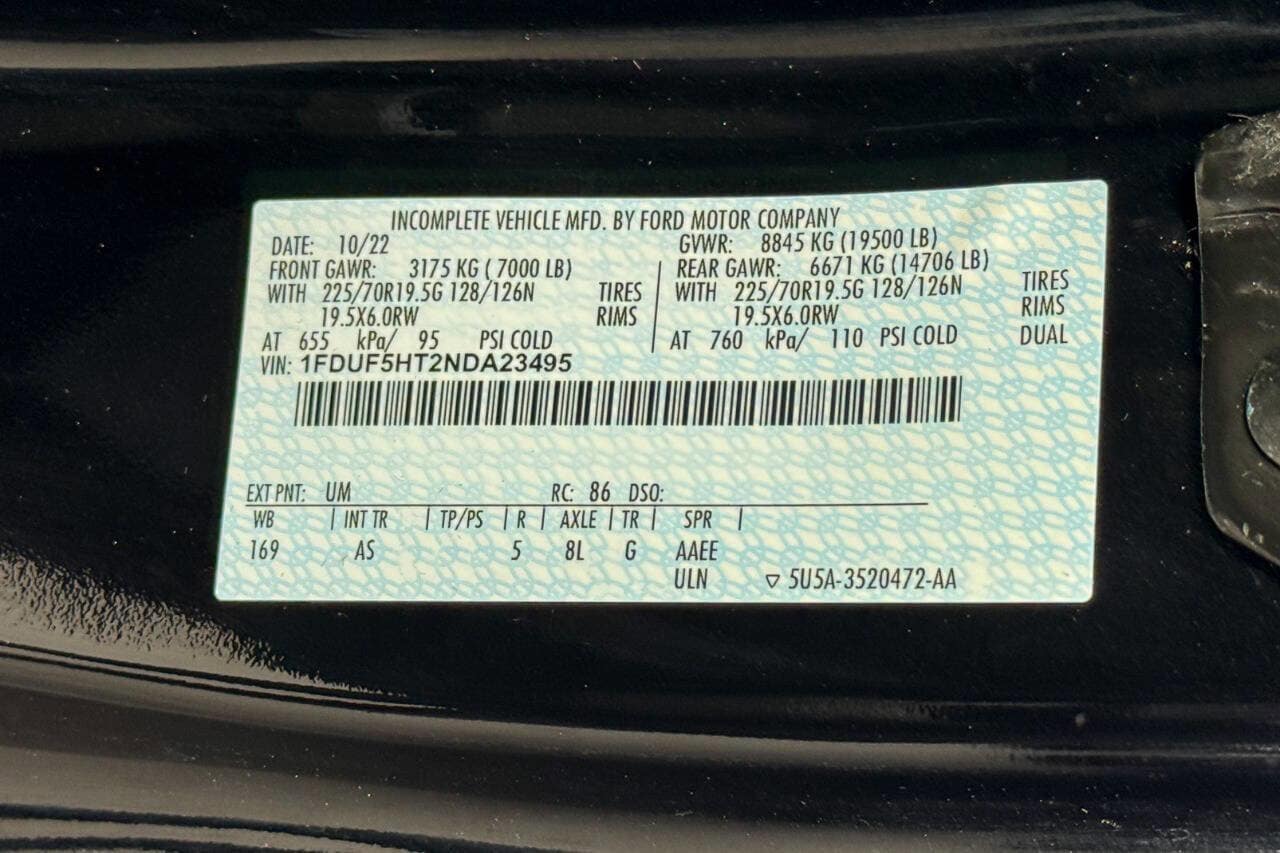 INCOMPLETE VEHICLE MFD. BY FORD MOTOR COMPANY
DATE: 10/22 GVWR: 8845 KG (19500 LB)
FRONT GAWR: 3175 KG ( 7000 LB) REAR GAWR: 6671 KG (14706 LB)
WITH 225/70R19.5G 128/126N TIRES WITH 225/70R19.5G 128/126N TIRES
19.5X6.0RW RIMS 19.5X6.0RW RIMS
AT 655 kPa/ 95 PSI COLD AT 760 kPa/ 110 PSI COLD DUAL
VIN: 1FDUF5HT2NDA23495
EXT PNT: UM RC: 86 DSO:
WB | INT TR | TP/PS | R | AXLE | TR | SPR |
169 AS 5 8L G AAEE
ULN ▽ 5U5A-3520472-AA